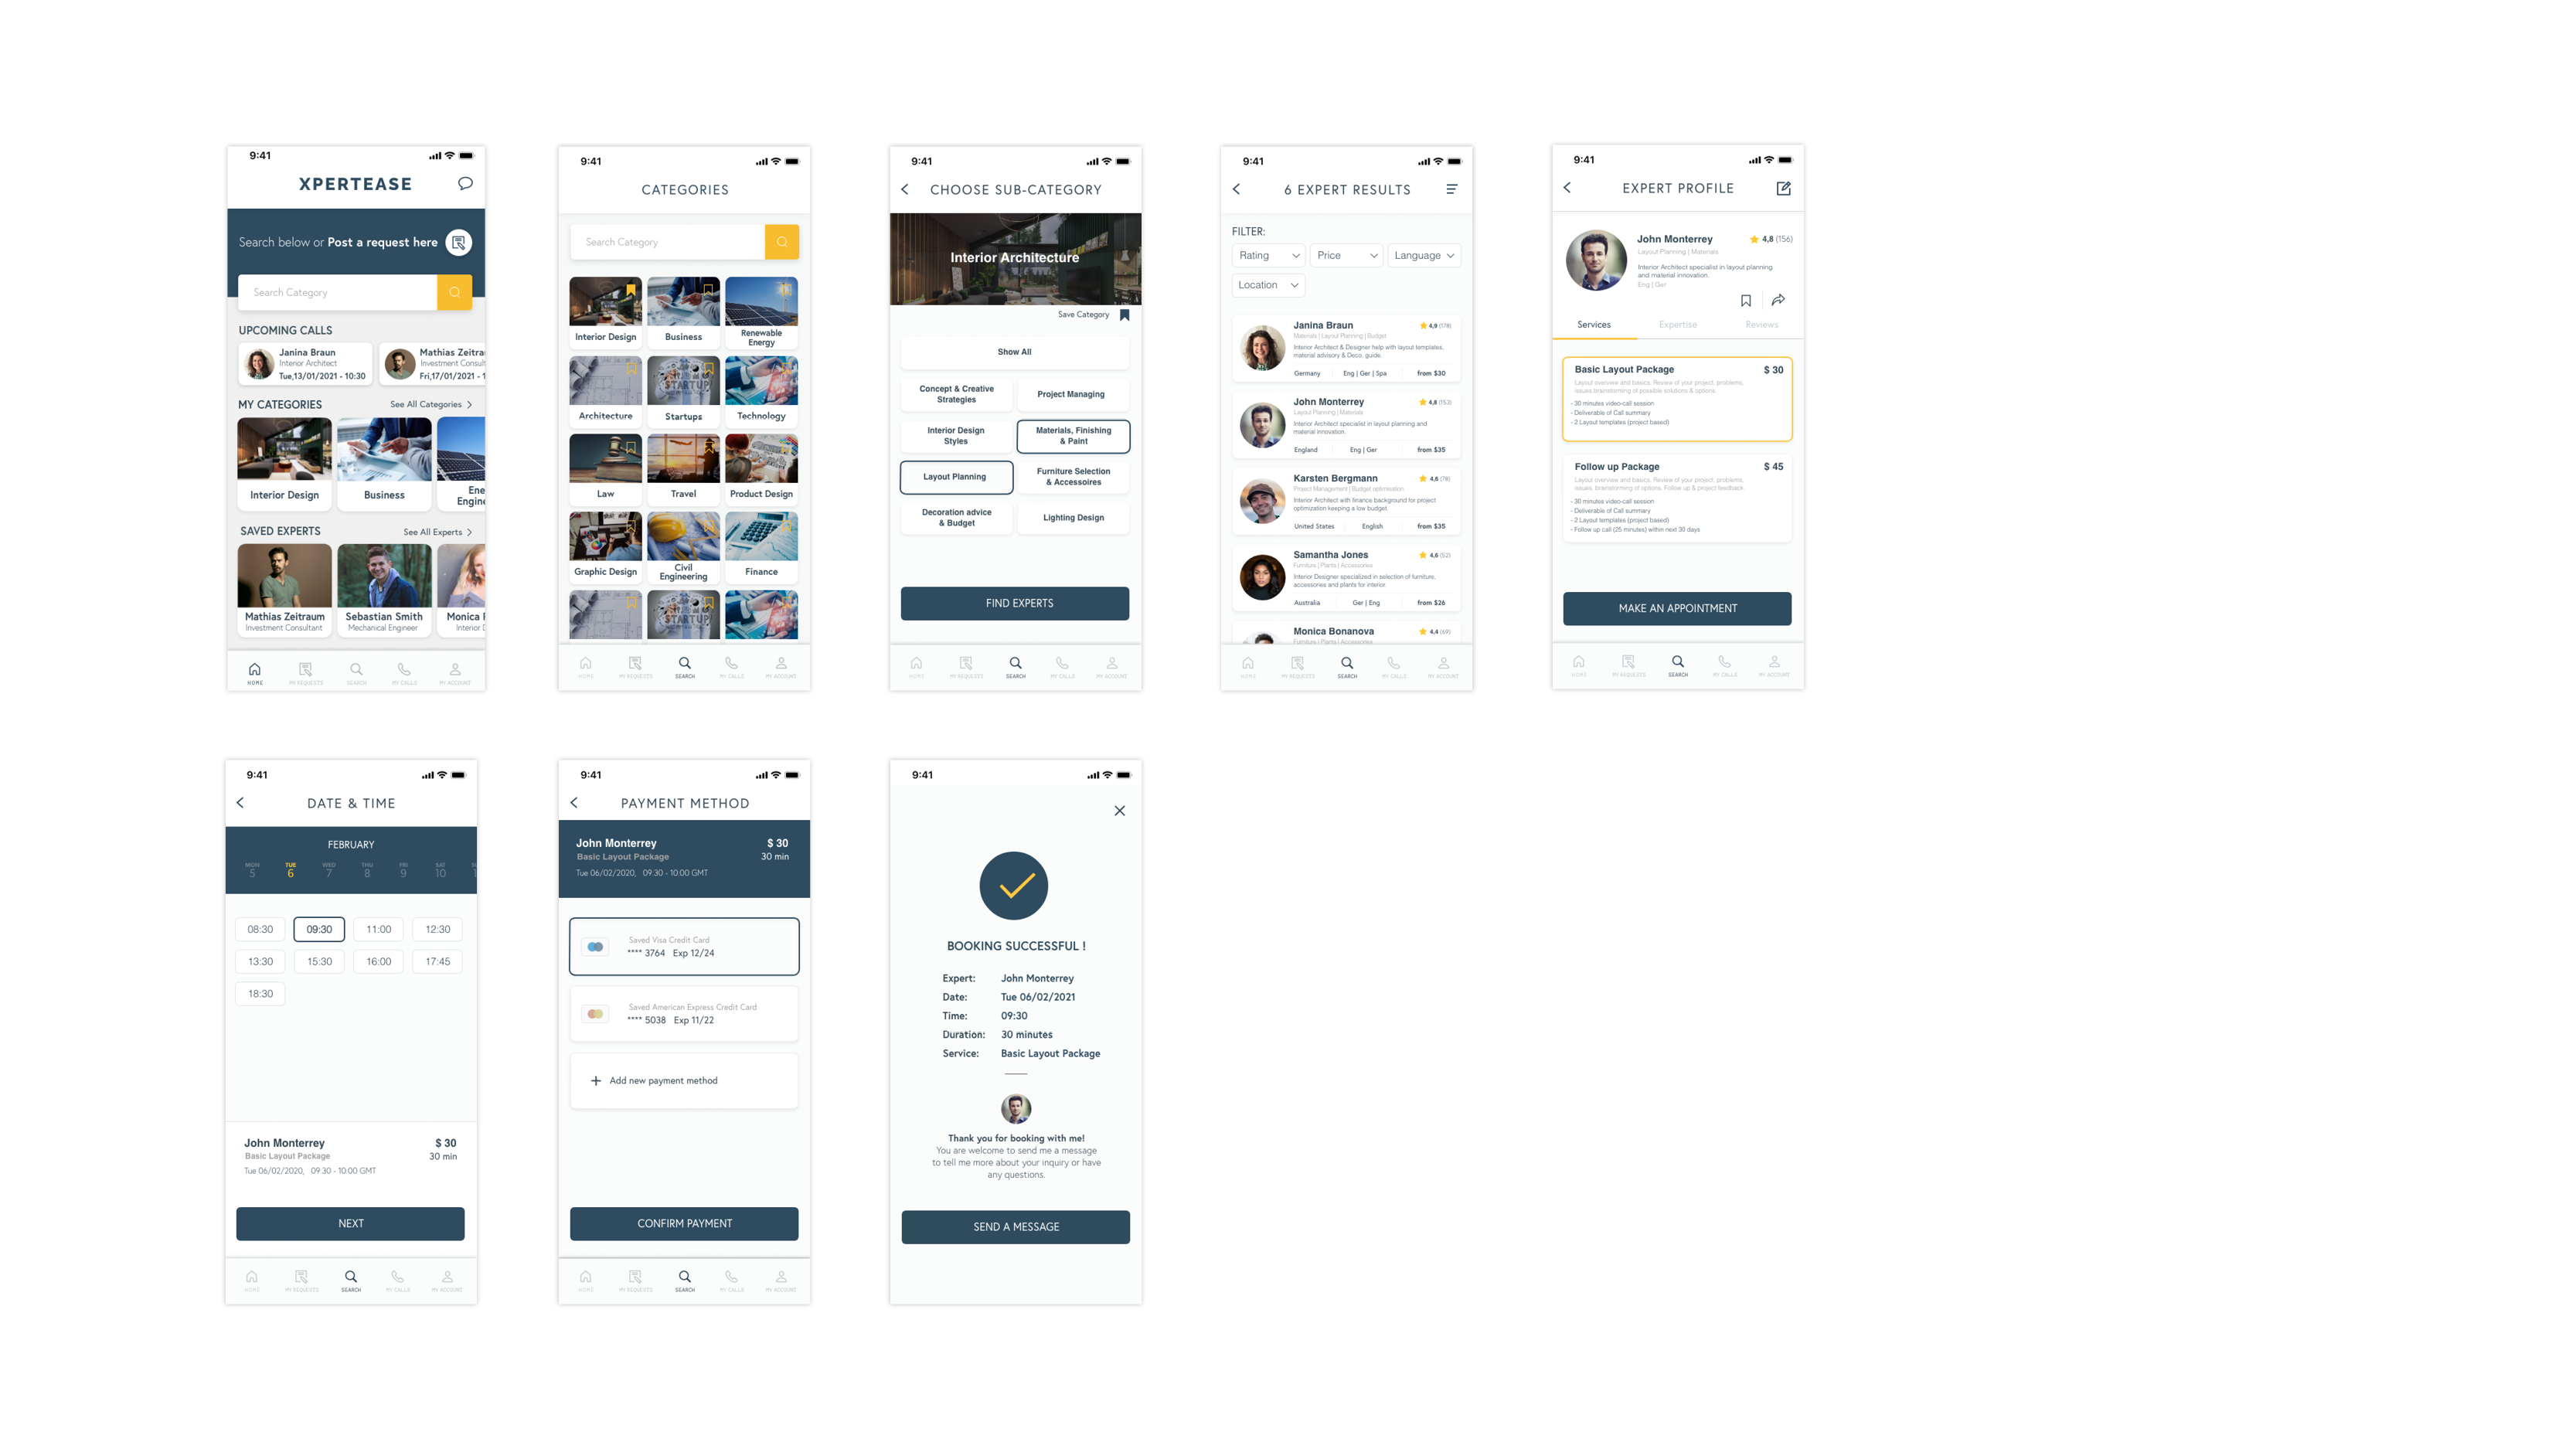 9:41
XPERTEASE
Search below or Post a request here
Search Category
UPCOMING CALLS
Janina Braun
Interior Architect
Tue,13/01/2021 - 10:30
Mathias Zeitrau
Investment Consult
Fri,17/01/2021 - 1
MY CATEGORIES
See All Categories
Interior Design
Business
Ene
Engine
SAVED EXPERTS
See All Experts
Mathias Zeitraum
Investment Consultant
Sebastian Smith
Mechanical Engineer
Monica
Interior D
HOME
MY REQUESTS
SEARCH
MY CALLS
MY ACCOUNT
9:41
CATEGORIES
Search Category
Interior Design
Business
Renewable
Energy
Architecture
STARTUP
Startups
Technology
Law
Travel
Product Design
Graphic Design
Civil
Engineering
Finance
STARTUP
HOME
MY REQUESTS
SEARCH
MY CALLS
MY ACCOUNT
9:41
CHOOSE SUB-CATEGORY
Interior Architecture
Save Category
Show All
Concept & Creative
Strategies
Project Managing
Interior Design
Styles
Materials, Finishing
& Paint
Layout Planning
Furniture Selection
& Accessoires
Decoration advice
& Budget
Lighting Design
FIND EXPERTS
HOME
MY REQUESTS
SEARCH
MY CALLS
MY ACCOUNT
9:41
6 EXPERT RESULTS
FILTER:
Rating
Price
Language
Location
Janina Braun
4,9 (178)
Materials | Layout Planning | Budget
Interior Architect & Designer help with layout templates,
material advisory & Deco. guide.
Germany
Eng | Ger | Spa
from $30
John Monterrey
4,8 (153)
Layout Planning | Materials
Interior Architect specialist in layout planning and
material innovation.
England
Eng | Ger
from $35
Karsten Bergmann
4,6 (78)
Project Management | Budget optimisation
Interior Architect with finance background for project
optimization keeping a low budget.
United States
English
from $35
Samantha Jones
4,6 (52)
Furniture | Plants | Accessories
Interior Designer specialized in selection of furniture,
accessories and plants for interior.
Australia
Ger | Eng
from $26
Monica Bonanova
4,4 (69)
Furniture | Plants | Accessories
HOME
MY REQUESTS
SEARCH
MY CALLS
MY ACCOUNT
9:41
EXPERT PROFILE
John Monterrey
4,8 (156)
Layout Planning | Materials
Interior Architect specialist in layout planning
and material innovation.
Eng | Ger
Services
Expertise
Reviews
Basic Layout Package
$ 30
Layout overview and basics. Review of your project, problems,
issues,brainstorming of possible solutions & options.
- 30 minutes video-call session
- Deliverable of Call summary
- 2 Layout templates (project based)
Follow up Package
$ 45
Layout overview and basics. Review of your project, problems,
issues, brainstorming of options. Follow up & project feedback.
- 30 minutes video-call session
- Deliverable of Call summary
- 2 Layout templates (project based)
- Follow up call (25 minutes) within next 30 days
MAKE AN APPOINTMENT
HOME
MY REQUESTS
SEARCH
MY CALLS
MY ACCOUNT
9:41
DATE & TIME
FEBRUARY
MON
TUE
WED
THU
FRI
SAT
5
6
7
8
9
10
08:30
09:30
11:00
12:30
13:30
15:30
16:00
17:45
18:30
John Monterrey
$ 30
Basic Layout Package
30 min
Tue 06/02/2020, 09:30 - 10:00 GMT
NEXT
HOME
MY REQUESTS
SEARCH
MY CALLS
MY ACCOUNT
9:41
PAYMENT METHOD
John Monterrey
$ 30
Basic Layout Package
30 min
Tue 06/02/2020, 09:30 - 10:00 GMT
Saved Visa Credit Card
**** 3764 Exp 12/24
Saved American Express Credit Card
**** 5038 Exp 11/22
Add new payment method
CONFIRM PAYMENT
HOME
MY REQUESTS
SEARCH
MY CALLS
MY ACCOUNT
9:41
BOOKING SUCCESSFUL !
Expert: John Monterrey
Date: Tue 06/02/2021
Time: 09:30
Duration: 30 minutes
Service: Basic Layout Package
Thank you for booking with me!
You are welcome to send me a message
to tell me more about your inquiry or have
any questions.
SEND A MESSAGE